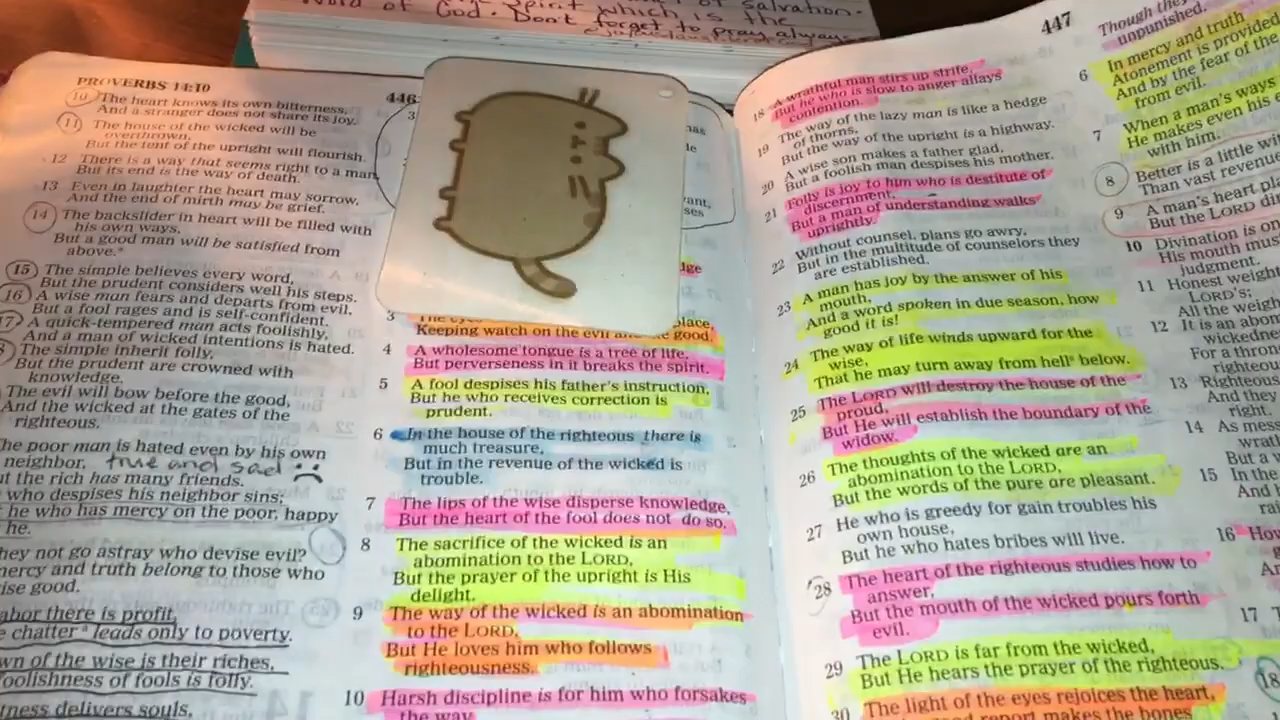 Spirit which is the
Word of God. Don't forget to pray always
of Salvation.
PROVERBS 14:10
10 The heart knows its own bitterness,
And a stranger does not share its joy.
11 The house of the wicked will be
overthrown,
But the tent of the upright will flourish.
12 There is a way that seems right to a man,
But its end is the way of death.
13 Even in laughter the heart may sorrow,
And the end of mirth may be grief.
14 The backslider in heart will be filled with
his own ways,
But a good man will be satisfied from
above.*
15 The simple believes every word,
But the prudent considers well his steps.
16 A wise man fears and departs from evil,
But a fool rages and is self-confident.
17 A quick-tempered man acts foolishly,
And a man of wicked intentions is hated.
The simple inherit folly,
But the prudent are crowned with
knowledge.
The evil will bow before the good,
And the wicked at the gates of the
righteous.
The poor man is hated even by his own
neighbor, true and sad
the rich has many friends.
who despises his neighbor sins;
he who has mercy on the poor, happy
he.
they not go astray who devise evil?
mercy and truth belong to those who
good.
labor there is profit,
chatter leads only to poverty.
of the wise is their riches,
foolishness of fools is folly.
delivers souls,
446
3
place,
Keeping watch on the evil and the good.
4 A wholesome tongue is a tree of life,
But perverseness in it breaks the spirit.
5 A fool despises his father's instruction,
But he who receives correction is
prudent.
6 In the house of the righteous there is
much treasure,
But in the revenue of the wicked is
trouble.
7 The lips of the wise disperse knowledge,
But the heart of the fool does not do so.
8 The sacrifice of the wicked is an
abomination to the LORD,
But the prayer of the upright is His
delight.
9 The way of the wicked is an abomination
to the LORD,
But He loves him who follows
righteousness.
10 Harsh discipline is for him who forsakes
the way,
447
18 A wrathful man stirs up strife,
But he who is slow to anger allays
contention.
19 The way of the lazy man is like a hedge
of thorns,
But the way of the upright is a highway.
20 A wise son makes a father glad,
But a foolish man despises his mother.
21 Folly is joy to him who is destitute of
discernment,
But a man of understanding walks
uprightly.
22 Without counsel, plans go awry,
But in the multitude of counselors they
are established.
23 A man has joy by the answer of his
mouth,
And a word spoken in due season, how
good it is!
24 The way of life winds upward for the
wise,
That he may turn away from hell* below.
25 The LORD will destroy the house of the
proud,
But He will establish the boundary of the
widow.
26 The thoughts of the wicked are an
abomination to the LORD,
But the words of the pure are pleasant.
27 He who is greedy for gain troubles his
own house,
But he who hates bribes will live.
28 The heart of the righteous studies how to
answer,
But the mouth of the wicked pours forth
evil.
29 The LORD is far from the wicked,
But He hears the prayer of the righteous.
30 The light of the eyes rejoices the heart,
good report makes the bones
Though the
unpunished.
6 In mercy and truth
Atonement is provided
And by the fear of the
from evil.
7 When a man's ways
He makes even his
with him.
8 Better is a little
Than vast revenue
9 A man's heart
But the LORD
10 Divination is on
His mouth must
judgment.
11 Honest
LORD's;
All the
12 It is an
wickedness
For a
13 Righteous
And they
right.
14 As
But a
15 In the
And
16
17
18